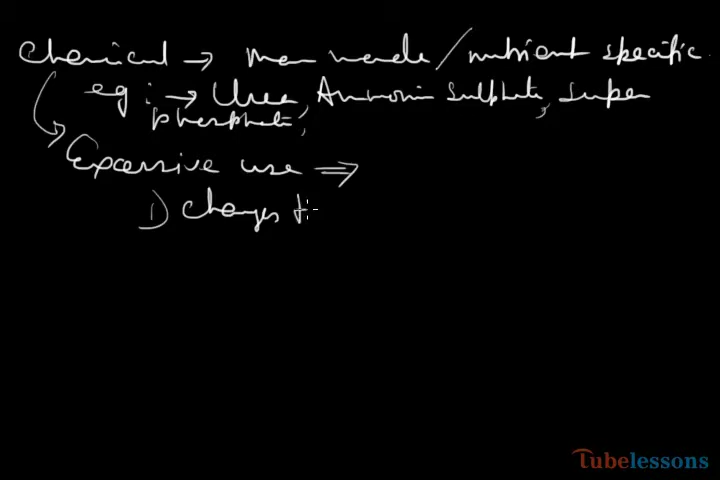 Chemical → Man made / nutrient specific.
eg : → Urea, Ammonium Sulphate, Super
phosphate,
Excessive use ⇒
1) Changes t
Tubelessons